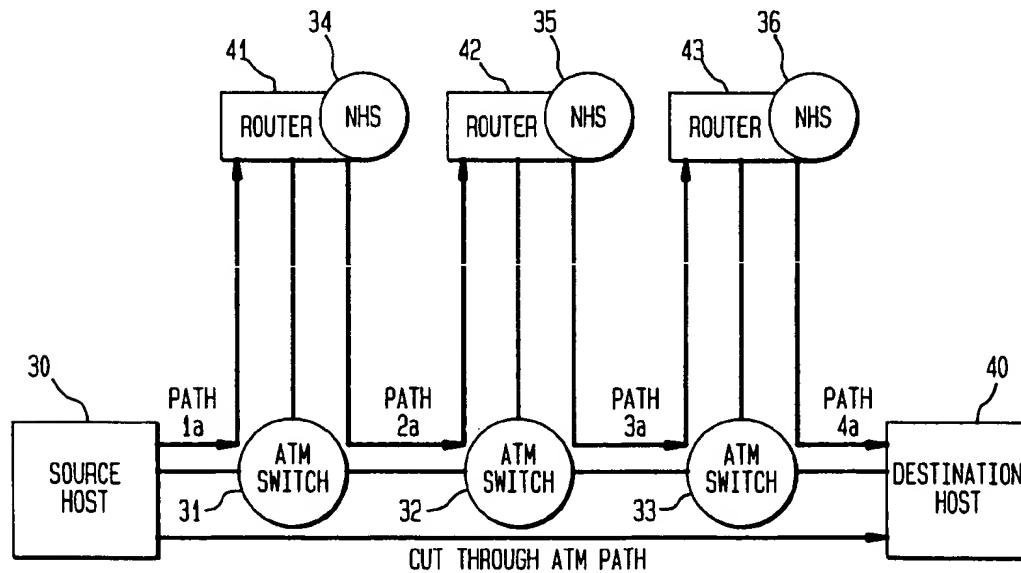 34
35
36
41
42
43
ROUTER
NHS
ROUTER
NHS
ROUTER
NHS
30
40
PATH
1a
PATH
2a
PATH
3a
PATH
4a
SOURCE
HOST
ATM
SWITCH
ATM
SWITCH
ATM
SWITCH
DESTINATION
HOST
31
32
33
CUT THROUGH ATM PATH